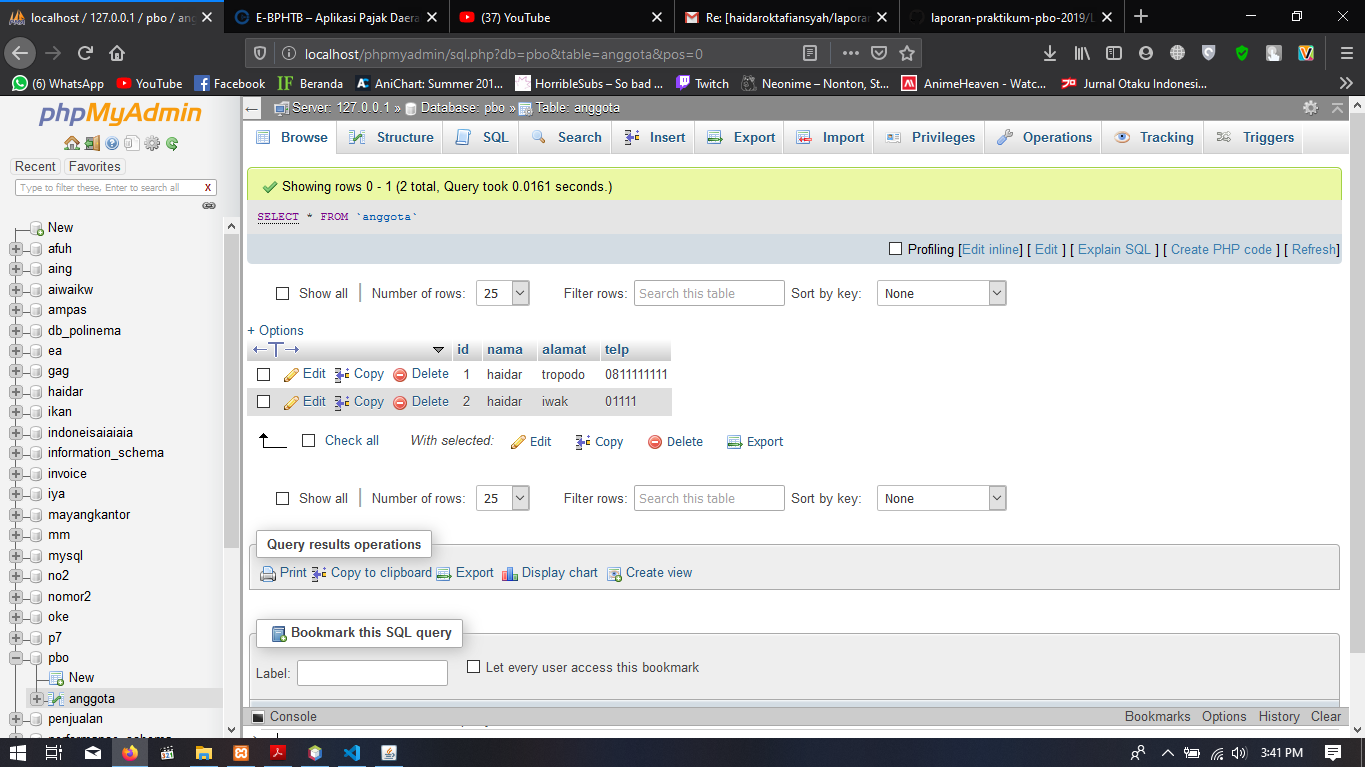 localhost / 127.0.0.1 / pbo / ang
E-BPHTB – Aplikasi Pajak Daera
(37) YouTube
Re: [haidaroktafiansyah/laporan
laporan-praktikum-pbo-2019/L
localhost/phpmyadmin/sql.php?db=pbo&table=anggota&pos=0
(6) WhatsApp YouTube Facebook Beranda AniChart: Summer 201... HorribleSubs – So bad ... Twitch Neonime – Nonton, St... AnimeHeaven - Watc... Jurnal Otaku Indonesi...
phpMyAdmin
Recent Favorites
Type to filter these, Enter to search all X
New
afuh
aing
aiwaikw
ampas
db_polinema
ea
gag
haidar
ikan
indoneisaiaiaia
information_schema
invoice
iya
mayangkantor
mm
mysql
no2
nomor2
oke
p7
pbo
New
anggota
penjualan
performance_schema
Server: 127.0.0.1 » Database: pbo » Table: anggota
Browse Structure SQL Search Insert Export Import Privileges Operations Tracking Triggers
Showing rows 0 - 1 (2 total, Query took 0.0161 seconds.)
SELECT * FROM `anggota`
Profiling [Edit inline] [ Edit ] [ Explain SQL ] [ Create PHP code ] [ Refresh]
Show all | Number of rows: 25 Filter rows: Search this table Sort by key: None
+ Options
←T→ id nama alamat telp
Edit Copy Delete 1 haidar tropodo 0811111111
Edit Copy Delete 2 haidar iwak 01111
Check all With selected: Edit Copy Delete Export
Show all | Number of rows: 25 Filter rows: Search this table Sort by key: None
Query results operations
Print Copy to clipboard Export Display chart Create view
Bookmark this SQL query
Label: Let every user access this bookmark
Console Bookmarks Options History Clear
3:41 PM